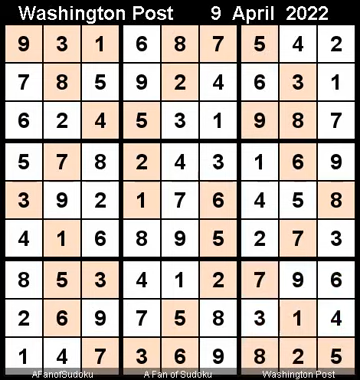 Washington Post 9 April 2022
9 3 1 6 8 7 5 4 2
7 8 5 9 2 4 6 3 1
6 2 4 5 3 1 9 8 7
5 7 8 2 4 3 1 6 9
3 9 2 1 7 6 4 5 8
4 1 6 8 9 5 2 7 3
8 5 3 4 1 2 7 9 6
2 6 9 7 5 8 3 1 4
1 4 7 3 6 9 8 2 5
AFanofSudoku A Fan of Sudoku Washington Post